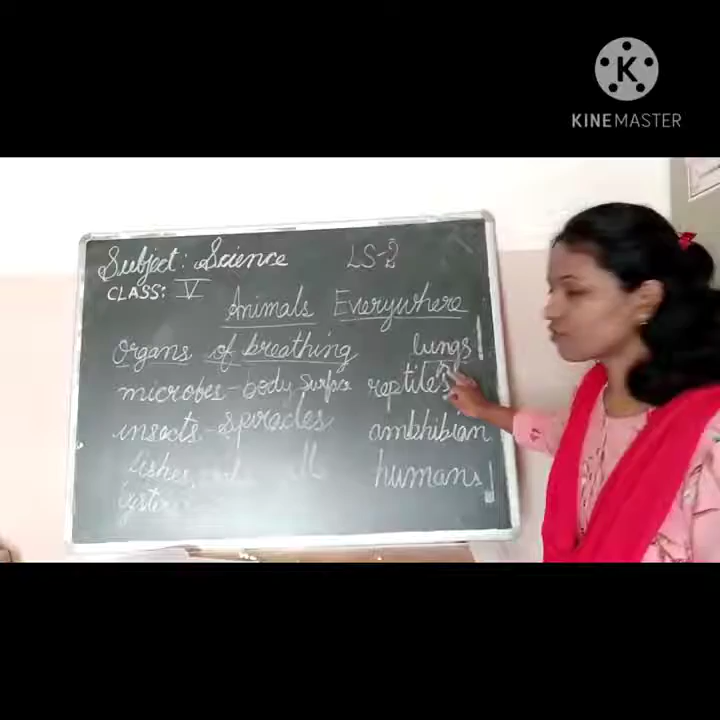 KINEMASTER
Subject: Science LS-2
CLASS: V
Animals Everywhere
Organs of breathing
microbes - body surface
insects - spiracles
fishes
lungs
reptiles
ambhibian
humans